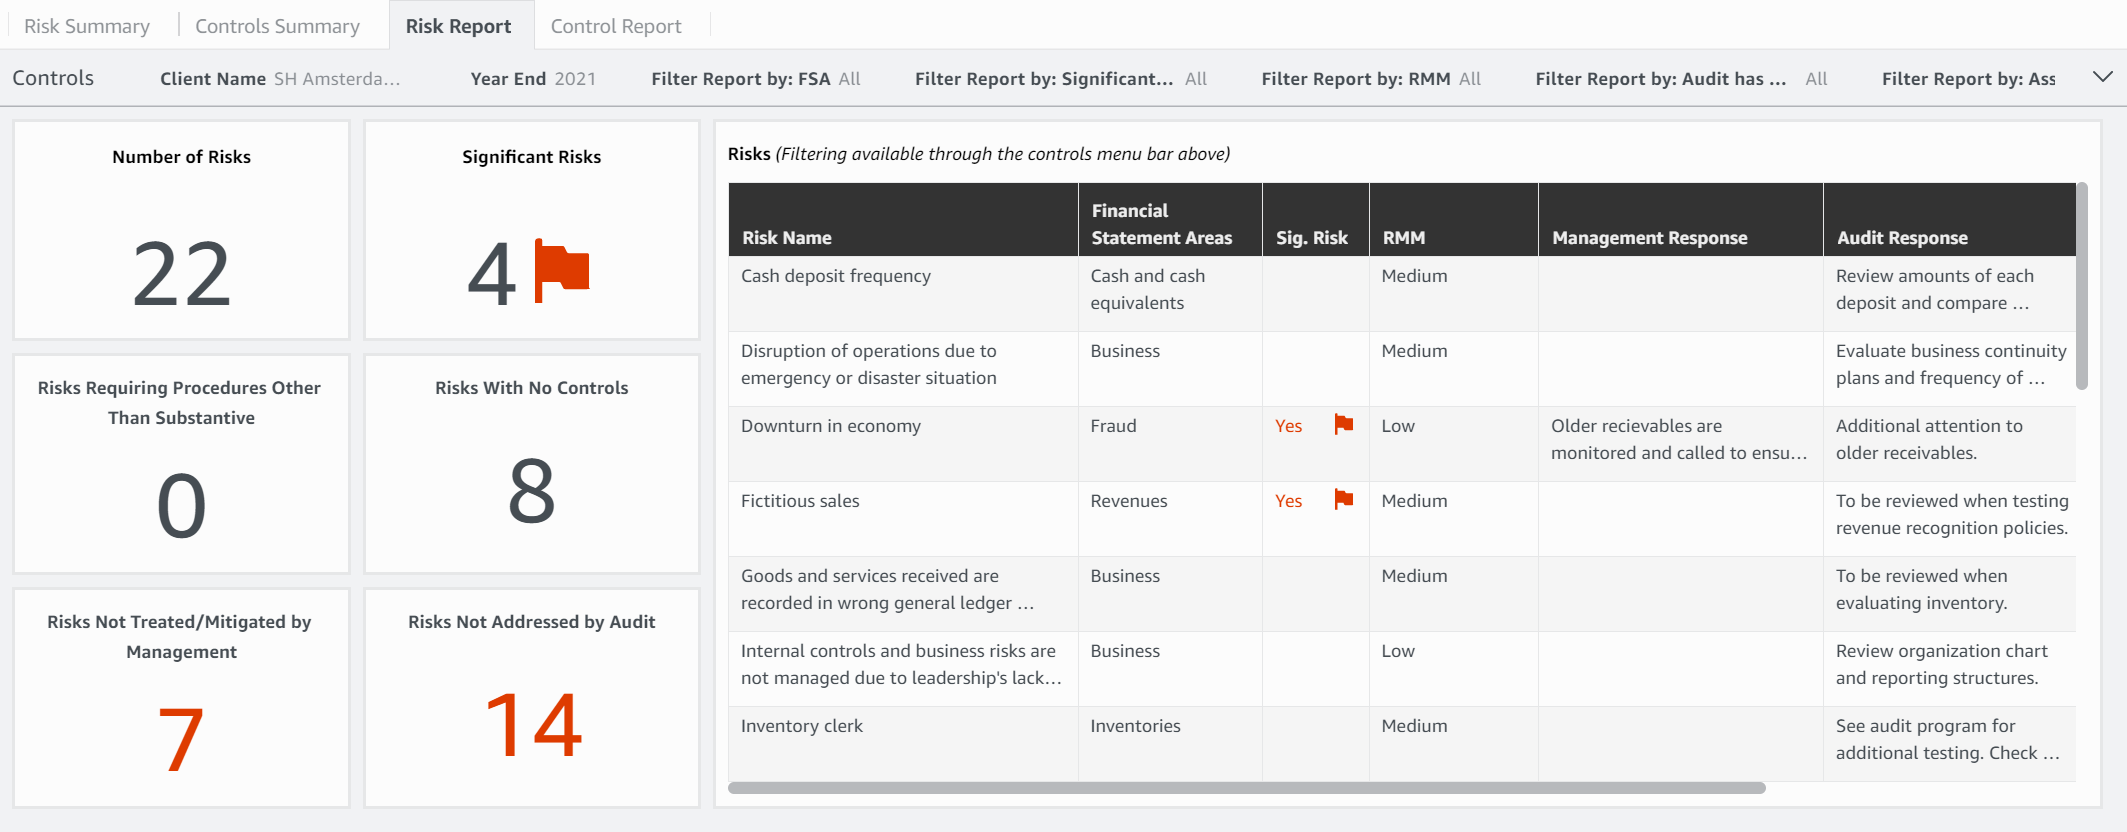 Risk Summary
Controls Summary
Risk Report
Control Report
Controls
Client Name SH Amsterda...
Year End 2021
Filter Report by: FSA All
Filter Report by: Significant... All
Filter Report by: RMM All
Filter Report by: Audit has ... All
Filter Report by: Ass
Number of Risks
22
Significant Risks
4
Risks Requiring Procedures Other
Than Substantive
0
Risks With No Controls
8
Risks Not Treated/Mitigated by
Management
7
Risks Not Addressed by Audit
14
Risks (Filtering available through the controls menu bar above)
Risk Name
Financial
Statement Areas
Sig. Risk
RMM
Management Response
Audit Response
Cash deposit frequency
Cash and cash
equivalents
Medium
Review amounts of each
deposit and compare ...
Disruption of operations due to
emergency or disaster situation
Business
Medium
Evaluate business continuity
plans and frequency of ...
Downturn in economy
Fraud
Yes
Low
Older recievables are
monitored and called to ensu...
Additional attention to
older receivables.
Fictitious sales
Revenues
Yes
Medium
To be reviewed when testing
revenue recognition policies.
Goods and services received are
recorded in wrong general ledger ...
Business
Medium
To be reviewed when
evaluating inventory.
Internal controls and business risks are
not managed due to leadership's lack...
Business
Low
Review organization chart
and reporting structures.
Inventory clerk
Inventories
Medium
See audit program for
additional testing. Check ...